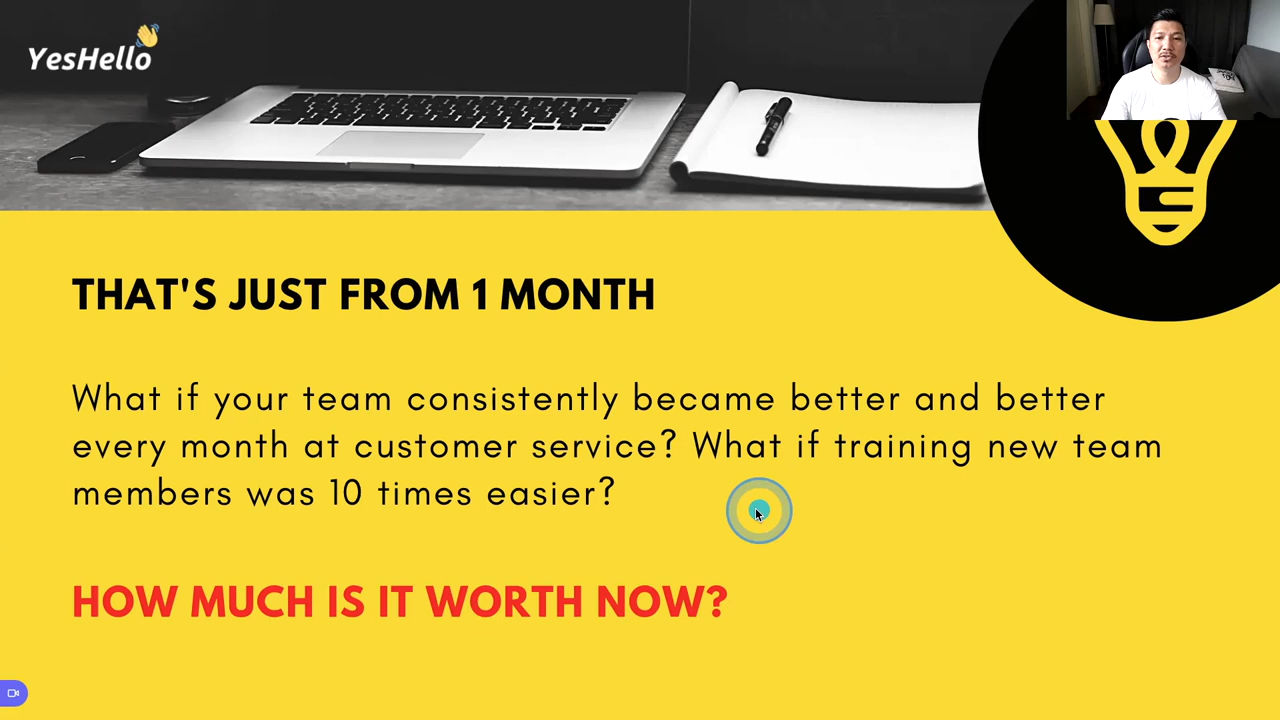 YesHello
THAT'S JUST FROM 1 MONTH
What if your team consistently became better and better
every month at customer service? What if training new team
members was 10 times easier?
HOW MUCH IS IT WORTH NOW?